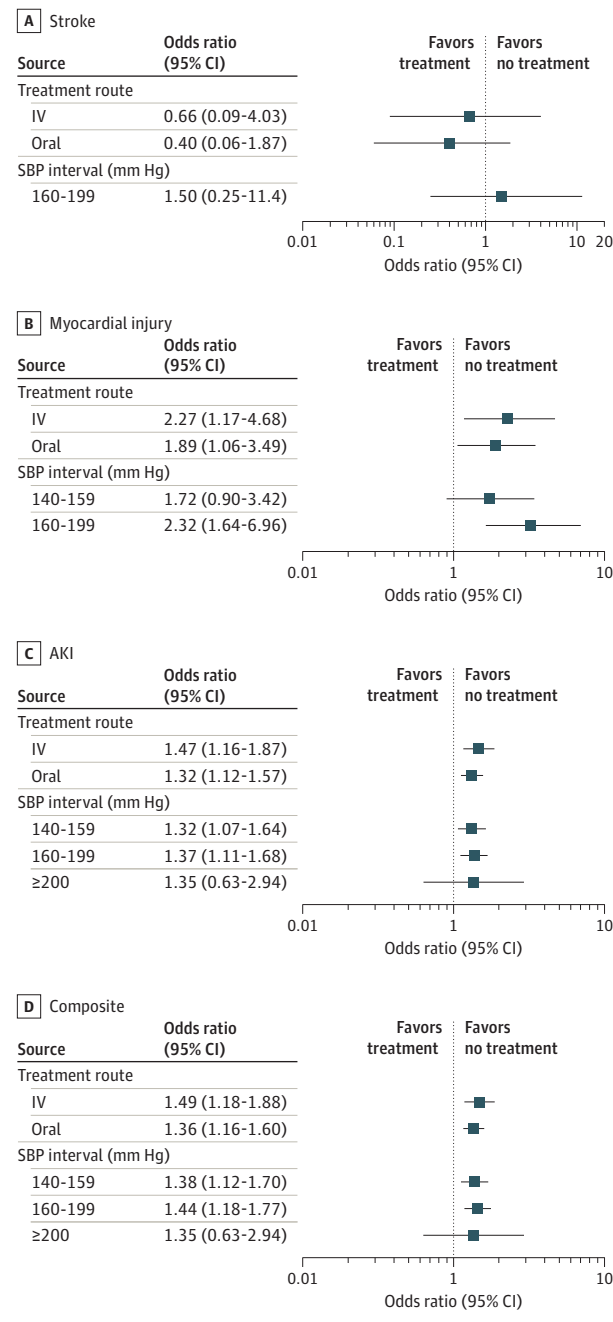 A Stroke
Source
Odds ratio
(95% CI)
Favors
treatment
Favors
no treatment
Treatment route
IV 0.66 (0.09-4.03)
Oral 0.40 (0.06-1.87)
SBP interval (mm Hg)
160-199 1.50 (0.25-11.4)
0.01 0.1 1 10 20
Odds ratio (95% CI)
B Myocardial injury
Source
Odds ratio
(95% CI)
Favors
treatment
Favors
no treatment
Treatment route
IV 2.27 (1.17-4.68)
Oral 1.89 (1.06-3.49)
SBP interval (mm Hg)
140-159 1.72 (0.90-3.42)
160-199 2.32 (1.64-6.96)
0.01 1 10
Odds ratio (95% CI)
C AKI
Source
Odds ratio
(95% CI)
Favors
treatment
Favors
no treatment
Treatment route
IV 1.47 (1.16-1.87)
Oral 1.32 (1.12-1.57)
SBP interval (mm Hg)
140-159 1.32 (1.07-1.64)
160-199 1.37 (1.11-1.68)
≥200 1.35 (0.63-2.94)
0.01 1 10
Odds ratio (95% CI)
D Composite
Source
Odds ratio
(95% CI)
Favors
treatment
Favors
no treatment
Treatment route
IV 1.49 (1.18-1.88)
Oral 1.36 (1.16-1.60)
SBP interval (mm Hg)
140-159 1.38 (1.12-1.70)
160-199 1.44 (1.18-1.77)
≥200 1.35 (0.63-2.94)
0.01 1 10
Odds ratio (95% CI)